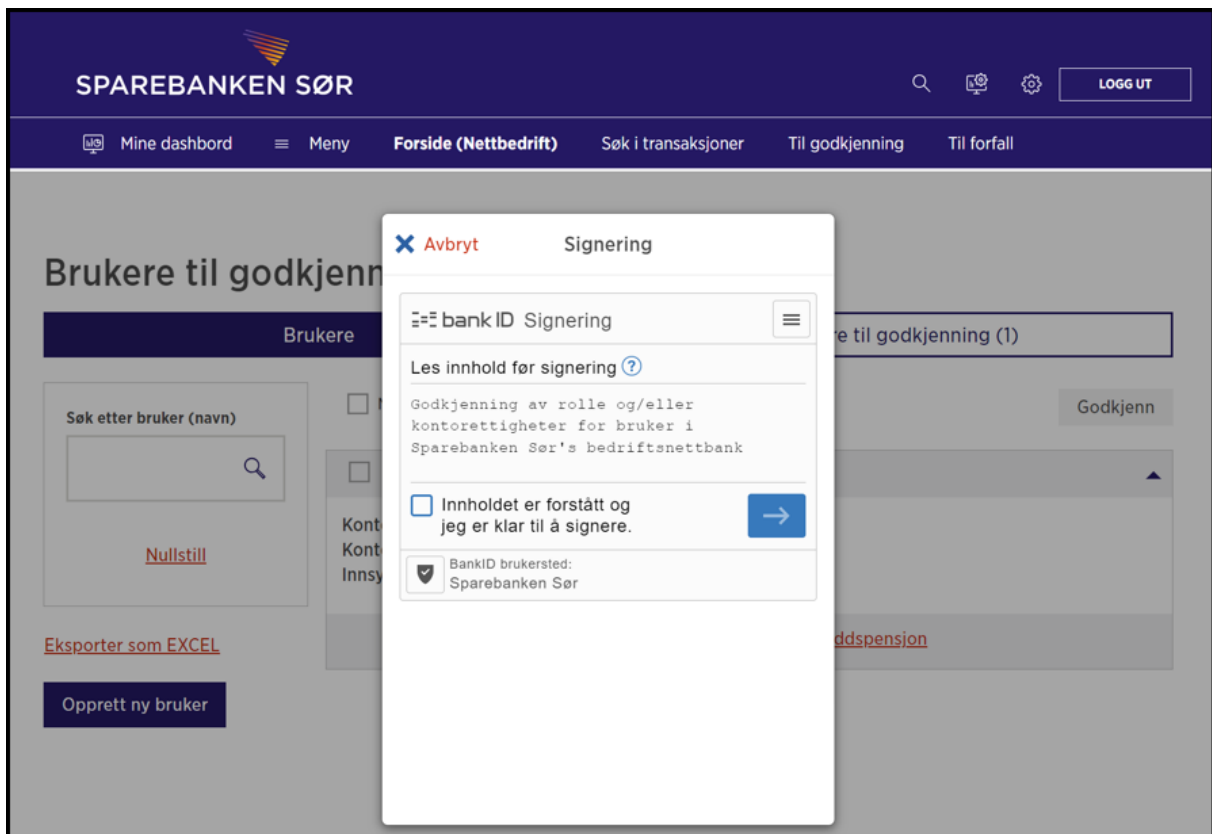 SPAREBANKEN SØR
LOGG UT
Mine dashbord
Meny
Forside (Nettbedrift)
Søk i transaksjoner
Til godkjenning
Til forfall
Brukere til godkjenn
Brukere
e til godkjenning (1)
Søk etter bruker (navn)
Nullstill
Eksporter som EXCEL
Opprett ny bruker
Godkjenn
Kont
Kont
Innsy
ddspensjon
Avbryt
Signering
bank ID Signering
Les innhold før signering ?
Godkjenning av rolle og/eller
kontorettigheter for bruker i
Sparebanken Sør's bedriftsnettbank
Innholdet er forstått og
jeg er klar til å signere.
BankID brukersted:
Sparebanken Sør